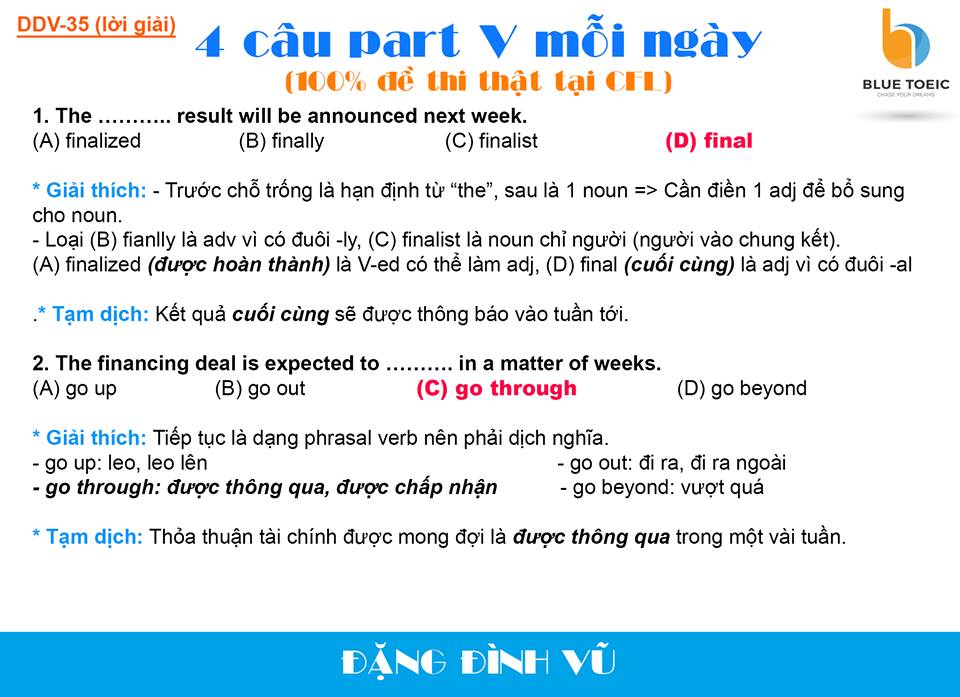 DDV-35 (lời giải)
4 câu part V mỗi ngày
(100% đề thi thật tại CFL)
BLUE TOEIC
CHASE YOUR DREAMS
1. The ……….. result will be announced next week.
(A) finalized (B) finally (C) finalist (D) final
* Giải thích: - Trước chỗ trống là hạn định từ “the”, sau là 1 noun => Cần điền 1 adj để bổ sung
cho noun.
- Loại (B) fianlly là adv vì có đuôi -ly, (C) finalist là noun chỉ người (người vào chung kết).
(A) finalized (được hoàn thành) là V-ed có thể làm adj, (D) final (cuối cùng) là adj vì có đuôi -al
.* Tạm dịch: Kết quả cuối cùng sẽ được thông báo vào tuần tới.
2. The financing deal is expected to ………. in a matter of weeks.
(A) go up (B) go out (C) go through (D) go beyond
* Giải thích: Tiếp tục là dạng phrasal verb nên phải dịch nghĩa.
- go up: leo, leo lên - go out: đi ra, đi ra ngoài
- go through: được thông qua, được chấp nhận - go beyond: vượt quá
* Tạm dịch: Thỏa thuận tài chính được mong đợi là được thông qua trong một vài tuần.
ĐẶNG ĐÌNH VŨ